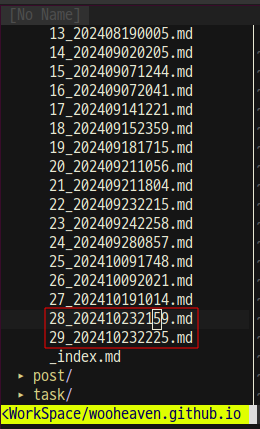 [No Name]
13_202408190005.md
14_202409020205.md
15_202409071244.md
16_202409072041.md
17_202409141221.md
18_202409152359.md
19_202409181715.md
20_202409211056.md
21_202409211804.md
22_202409232215.md
23_202409242258.md
24_202409280857.md
25_202410091748.md
26_202410092021.md
27_202410191014.md
28_202410232159.md
29_202410232225.md
_index.md
▸ post/
▸ task/
<WorkSpace/wooheaven.github.io